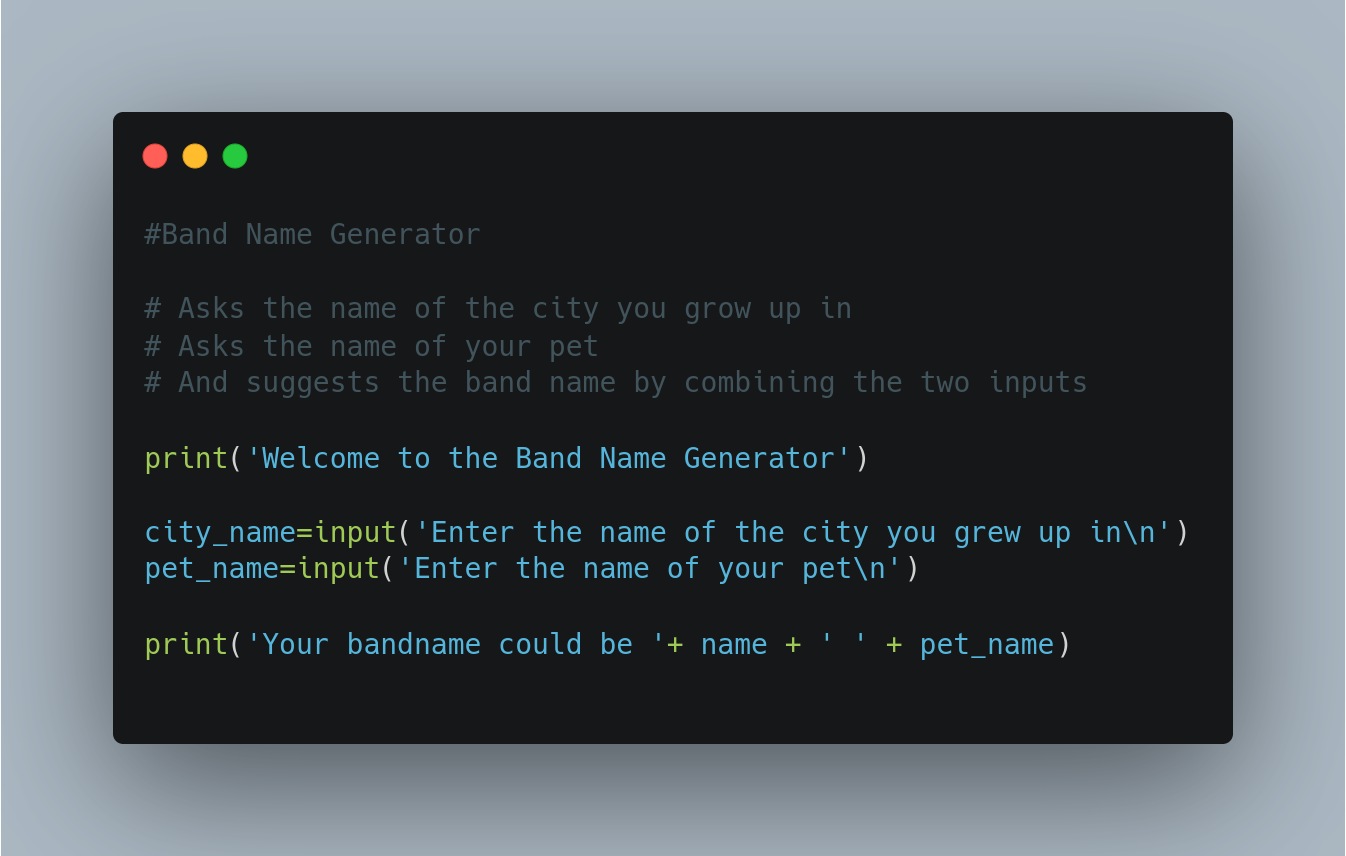 #Band Name Generator
# Asks the name of the city you grow up in
# Asks the name of your pet
# And suggests the band name by combining the two inputs
print('Welcome to the Band Name Generator')
city_name=input('Enter the name of the city you grew up in\n')
pet_name=input('Enter the name of your pet\n')
print('Your bandname could be '+ name + ' ' + pet_name)